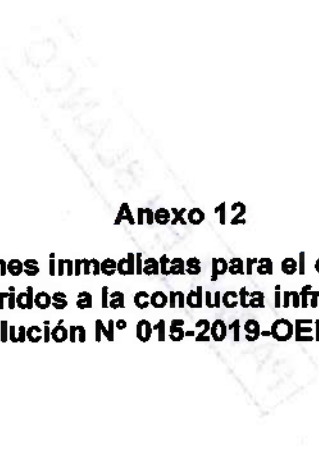 Anexo 12
nes inmediatas para el
ridos a la conducta infr
lución N° 015-2019-OE